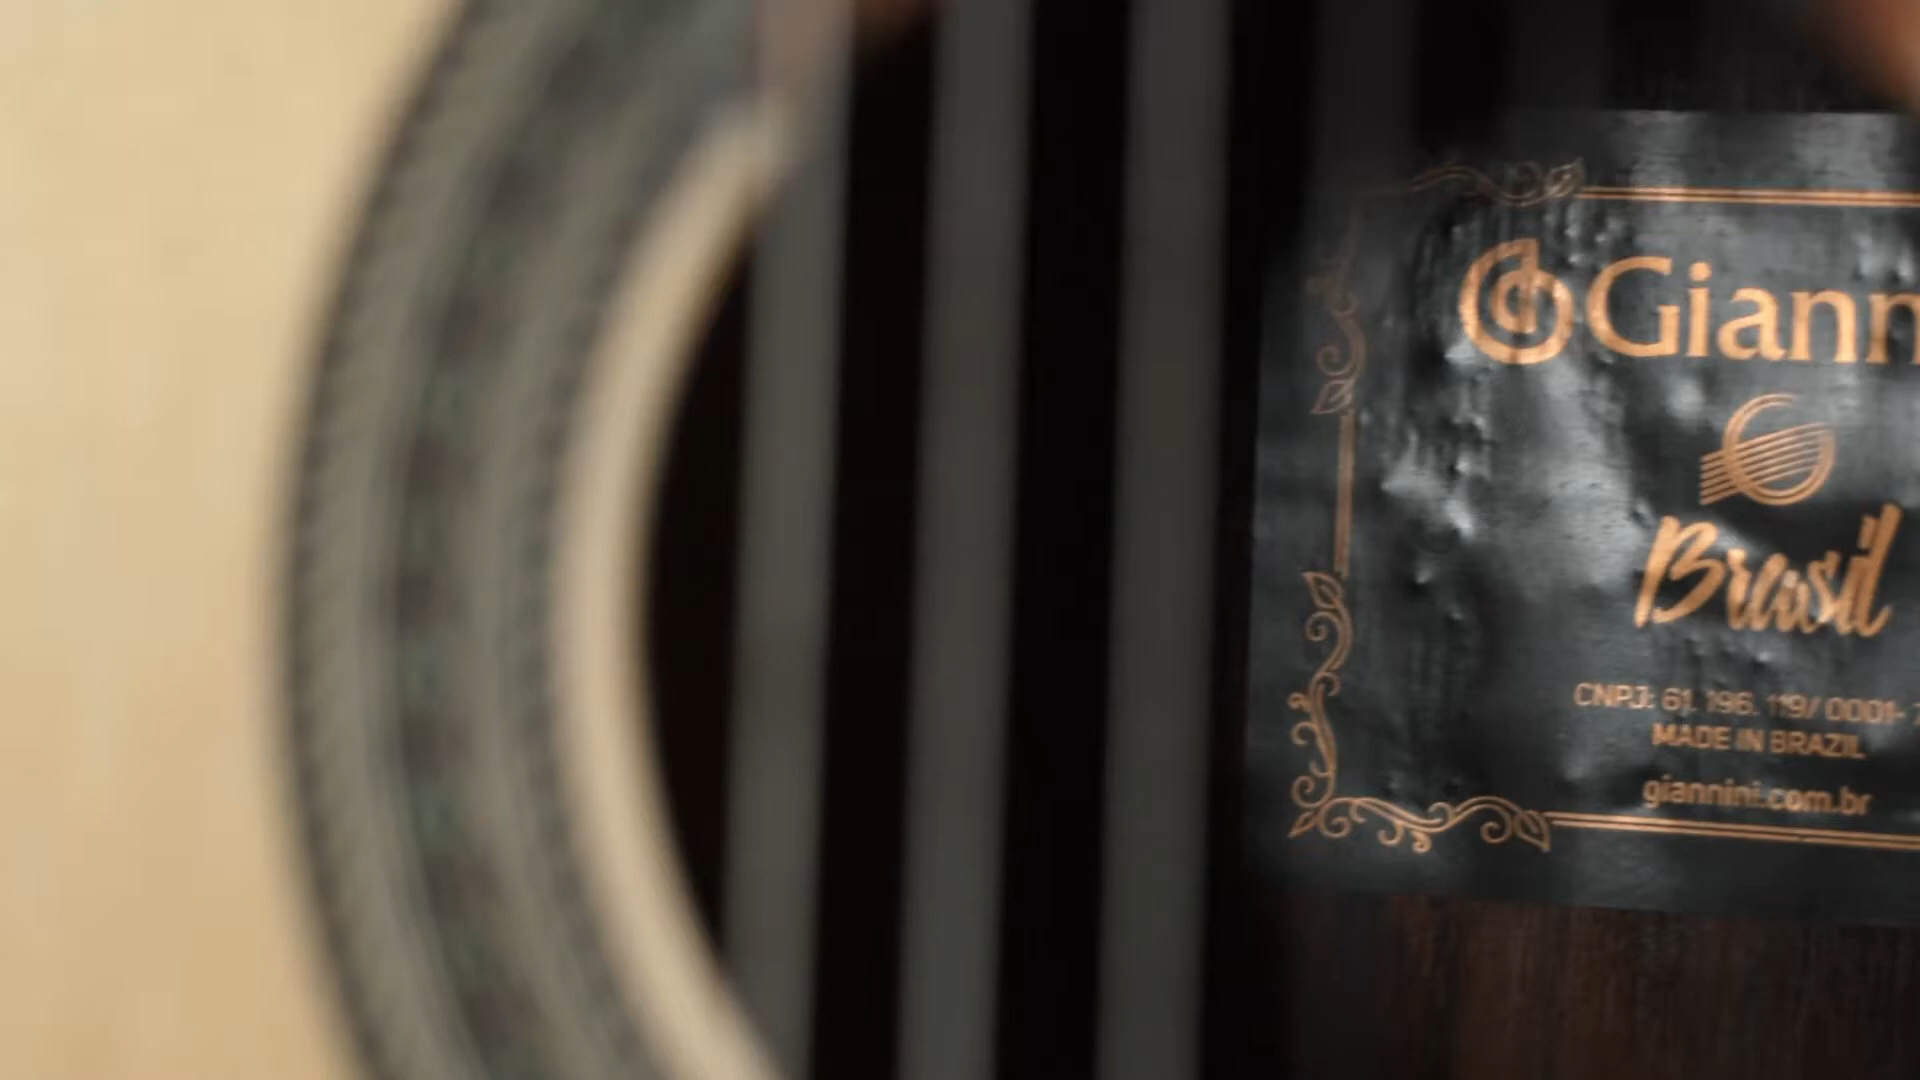 Giann
Brasil
CNPJ: 61. 196. 119/ 0001-
MADE IN BRAZIL
giannini.com.br